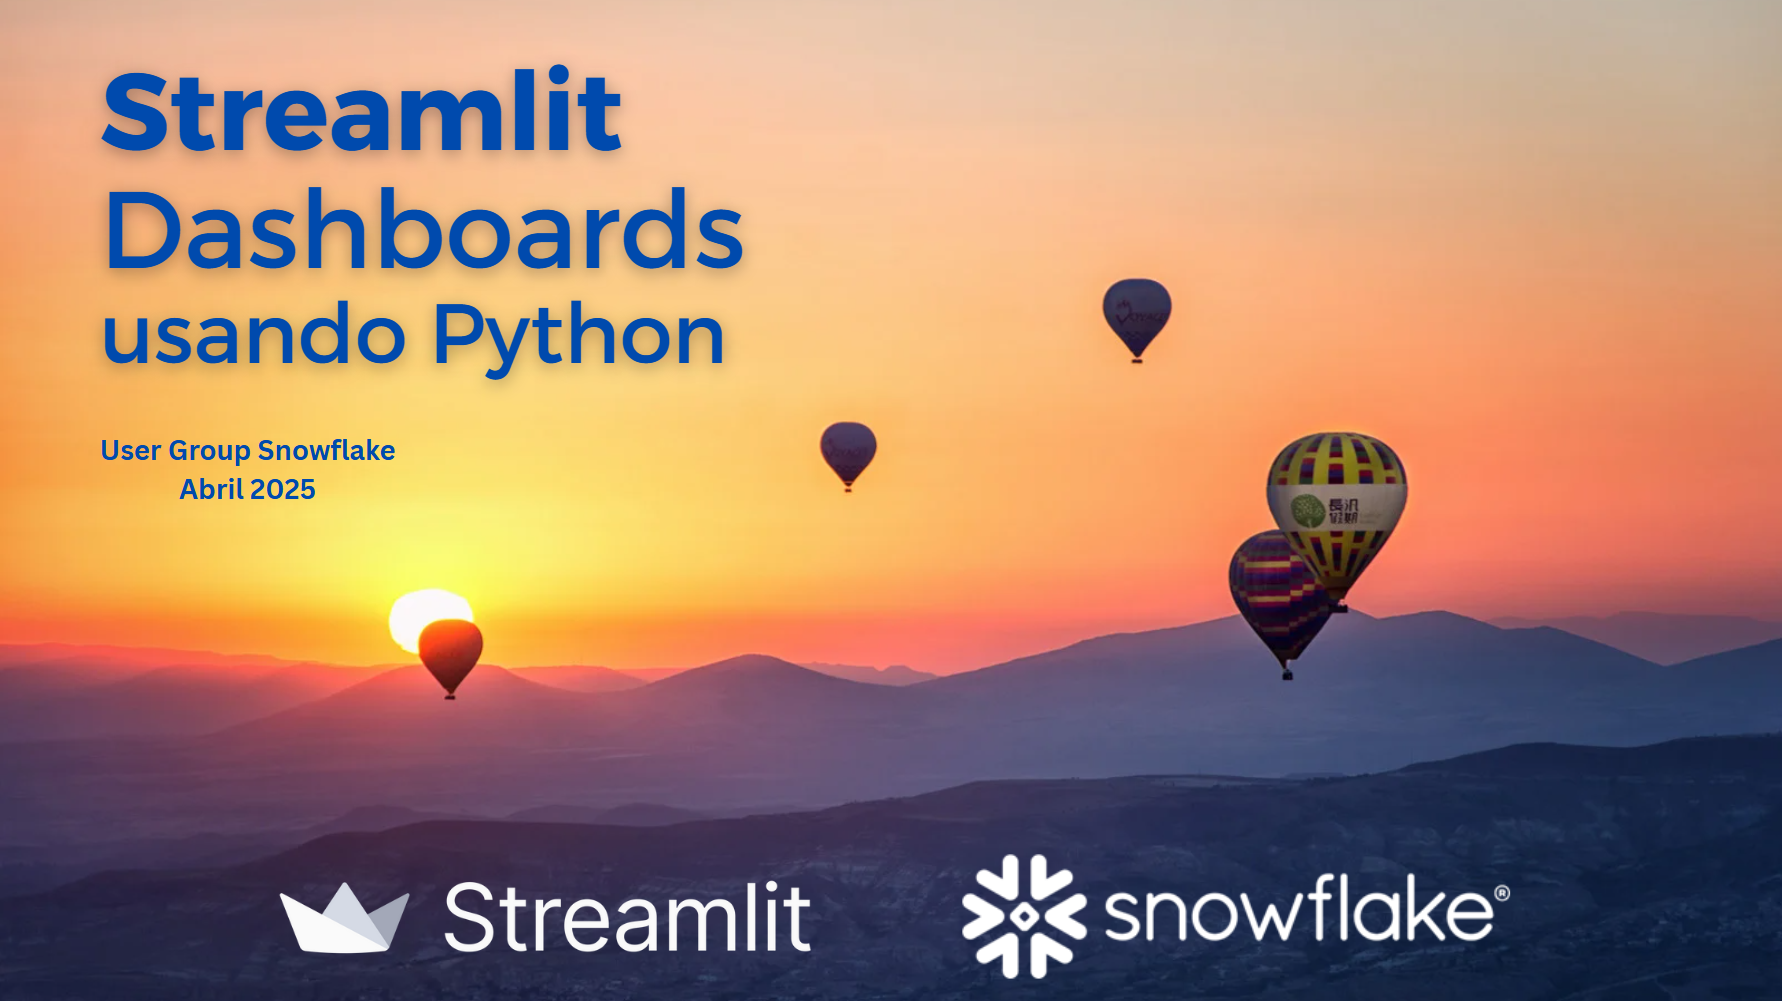 Streamlit
Dashboards
usando Python
User Group Snowflake
Abril 2025
Streamlit
snowflake®